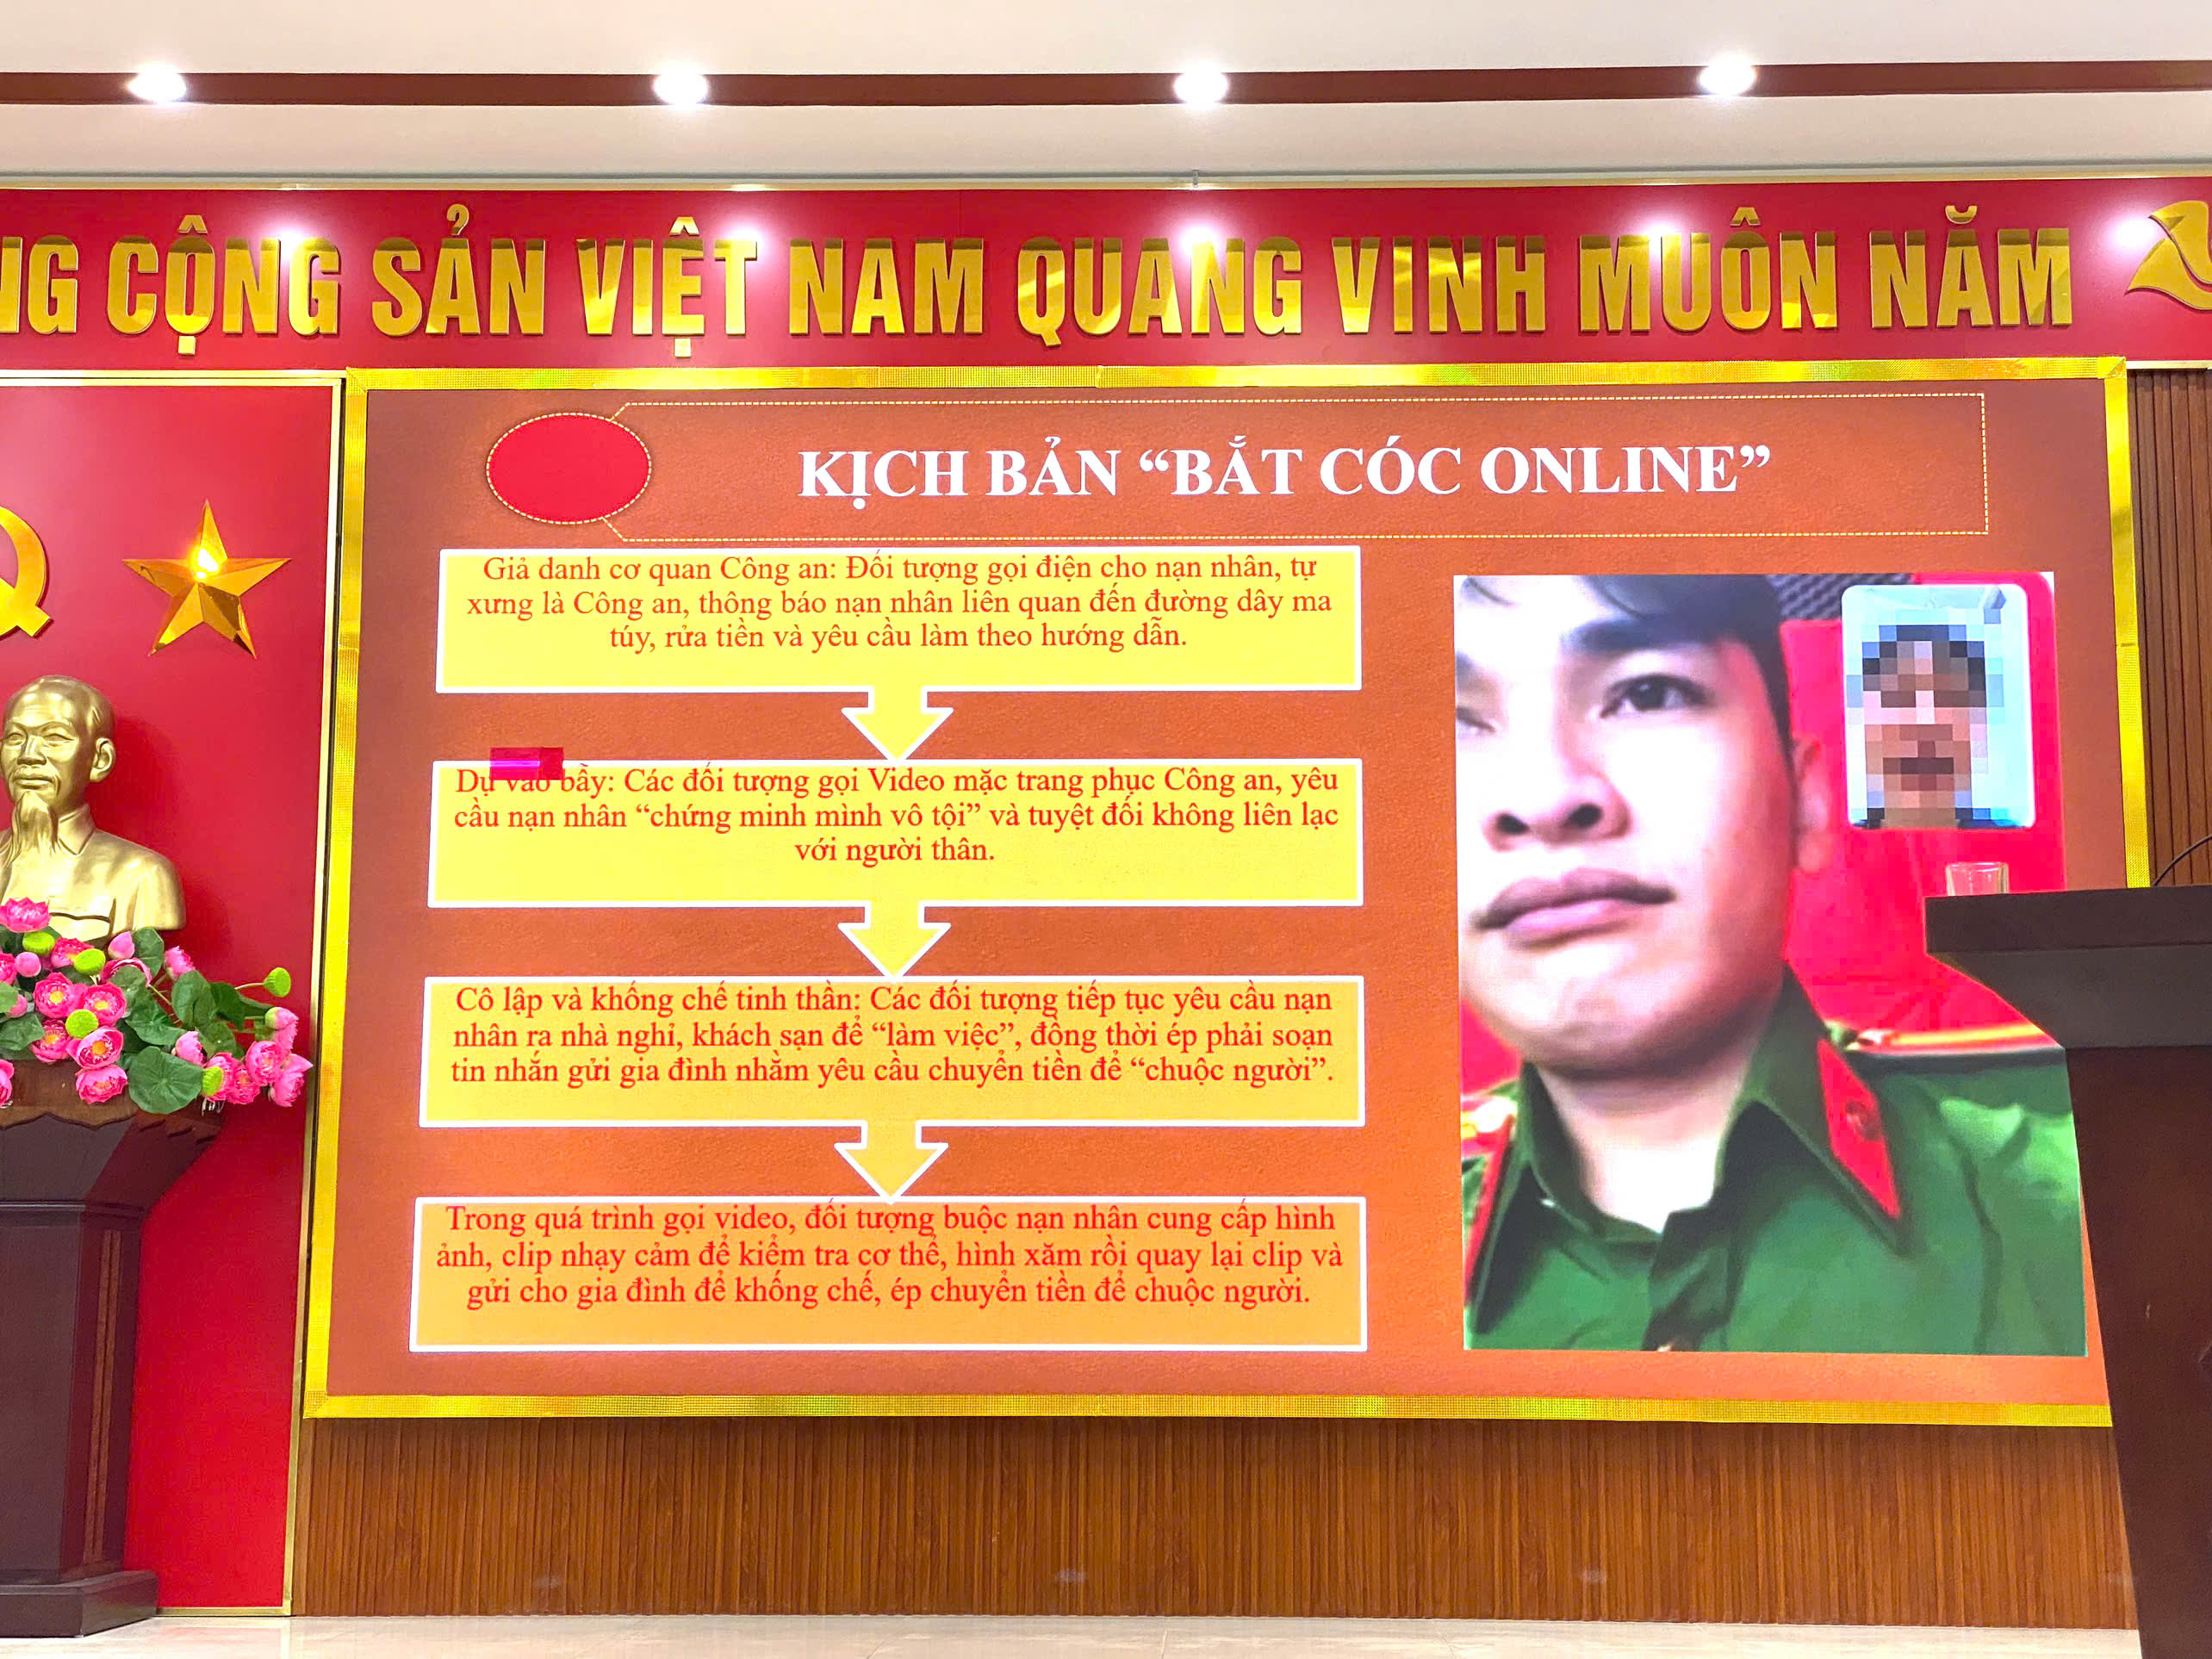 NG CỘNG SẢN VIỆT NAM QUANG VINH MUÔN NĂM
KỊCH BẢN “BẮT CÓC ONLINE”
Giả danh cơ quan Công an: Đối tượng gọi điện cho nạn nhân, tự
xưng là Công an, thông báo nạn nhân liên quan đến đường dây ma
túy, rửa tiền và yêu cầu làm theo hướng dẫn.
Dụ vào bầy: Các đối tượng gọi Video mặc trang phục Công an, yêu
cầu nạn nhân “chứng minh mình vô tội” và tuyệt đối không liên lạc
với người thân.
Cô lập và khống chế tinh thần: Các đối tượng tiếp tục yêu cầu nạn
nhân ra nhà nghỉ, khách sạn để “làm việc”, đồng thời ép phải soạn
tin nhắn gửi gia đình nhằm yêu cầu chuyển tiền để “chuộc người”.
Trong quá trình gọi video, đối tượng buộc nạn nhân cung cấp hình
ảnh, clip nhạy cảm để kiểm tra cơ thể, hình xăm rồi quay lại clip và
gửi cho gia đình để khống chế, ép chuyển tiền để chuộc người.